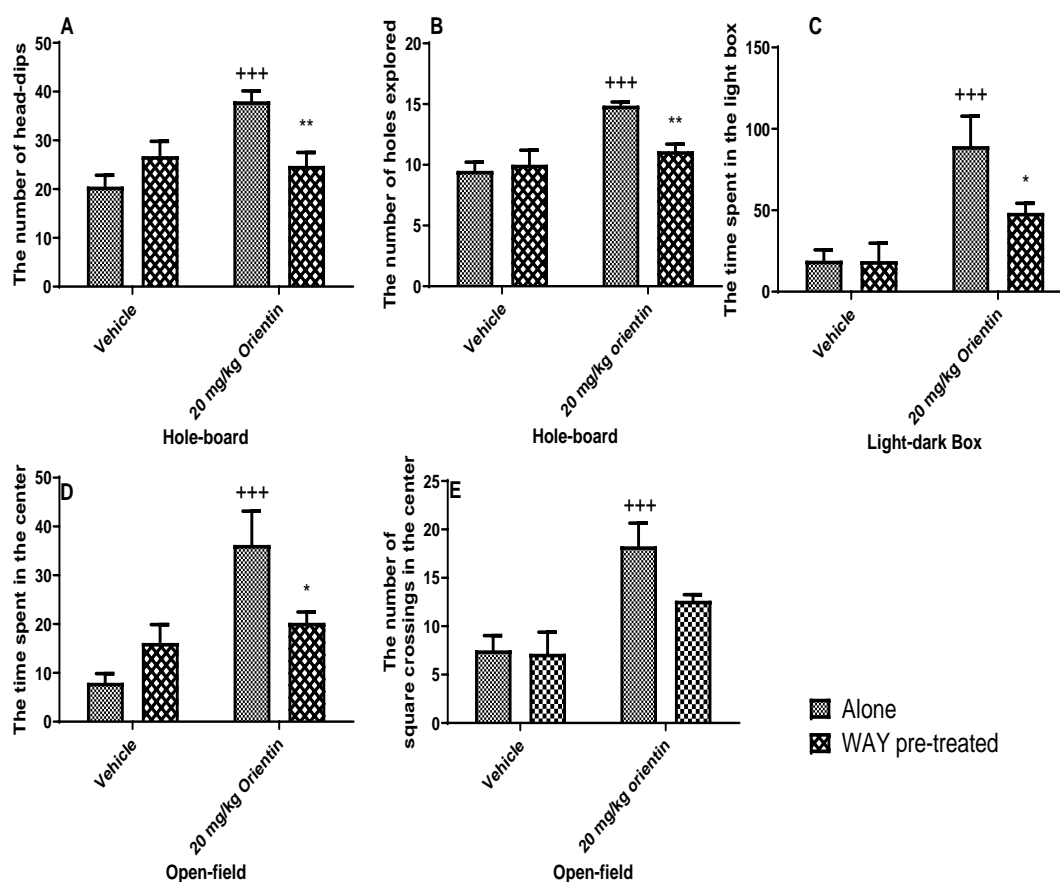 A
The number of head-dips
50
40
30
20
10
0
+++
**
Vehicle
20 mg/kg Orientin
Hole-board
B
The number of holes explored
20
15
10
5
0
+++
**
Vehicle
20 mg/kg orientin
Hole-board
C
The time spent in the light box
150
100
50
0
+++
*
Vehicle
20 mg/kg Orientin
Light-dark Box
D
The time spent in the center
50
40
30
20
10
0
+++
*
Vehicle
20 mg/kg Orientin
Open-field
E
The number of
square crossings in the center
25
20
15
10
5
0
+++
Vehicle
20 mg/kg orientin
Open-field
Alone
WAY pre-treated